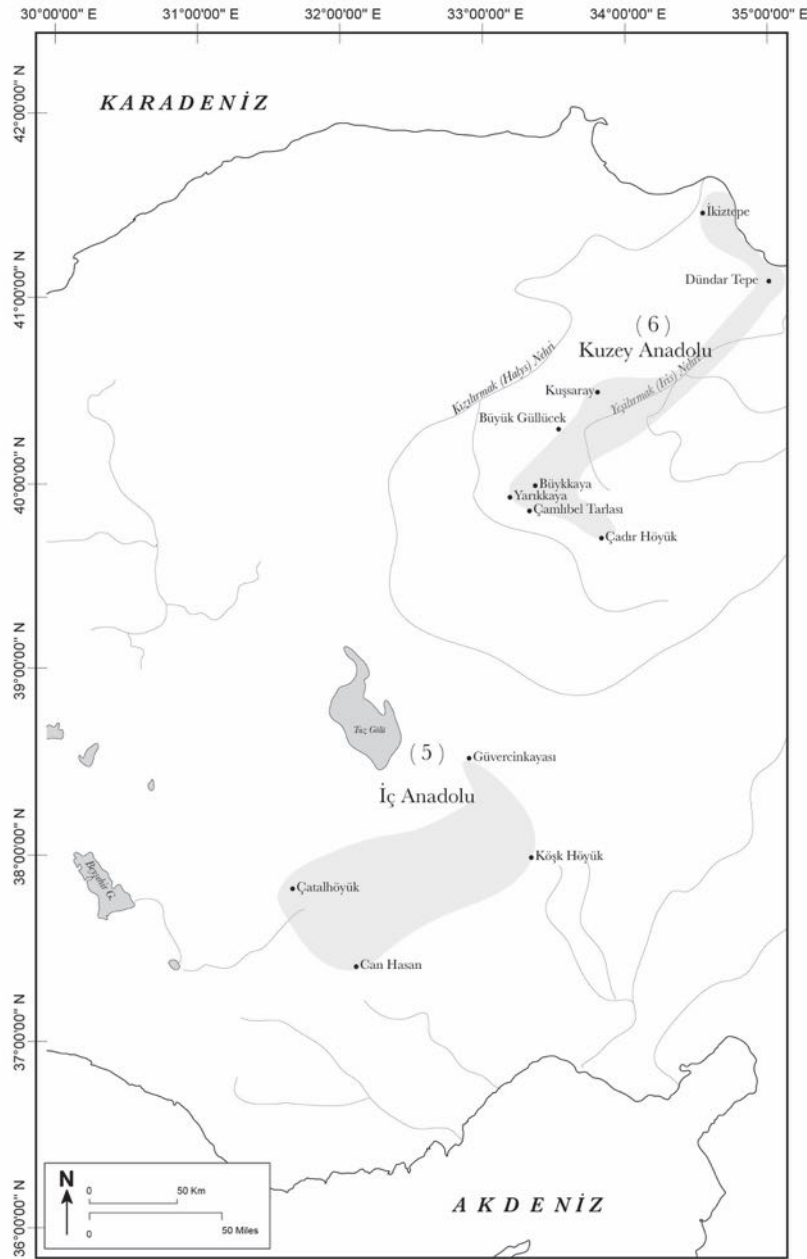 30°00'00" E
31°00'00" E
32°00'00" E
33°00'00" E
34°00'00" E
35°00'00" E
42°00'00" N
41°00'00" N
40°00'00" N
39°00'00" N
38°00'00" N
37°00'00" N
36°00'00" N
KARADENİZ
İkiztepe
Dündar Tepe
(6)
Kuzey Anadolu
Kızılırmak (Halys) Nehri
Yeşilırmak (Iris) Nehri
Kuşsaray
Büyük Güllücek
Büykkaya
Yarıkkaya
Çamlıbel Tarlası
Çadır Höyük
Tuz Gölü
(5)
Güvercinkayası
İç Anadolu
Köşk Höyük
Beyşehir G.
Çatalhöyük
Can Hasan
N
0 50 Km
0 50 Miles
AKDENİZ